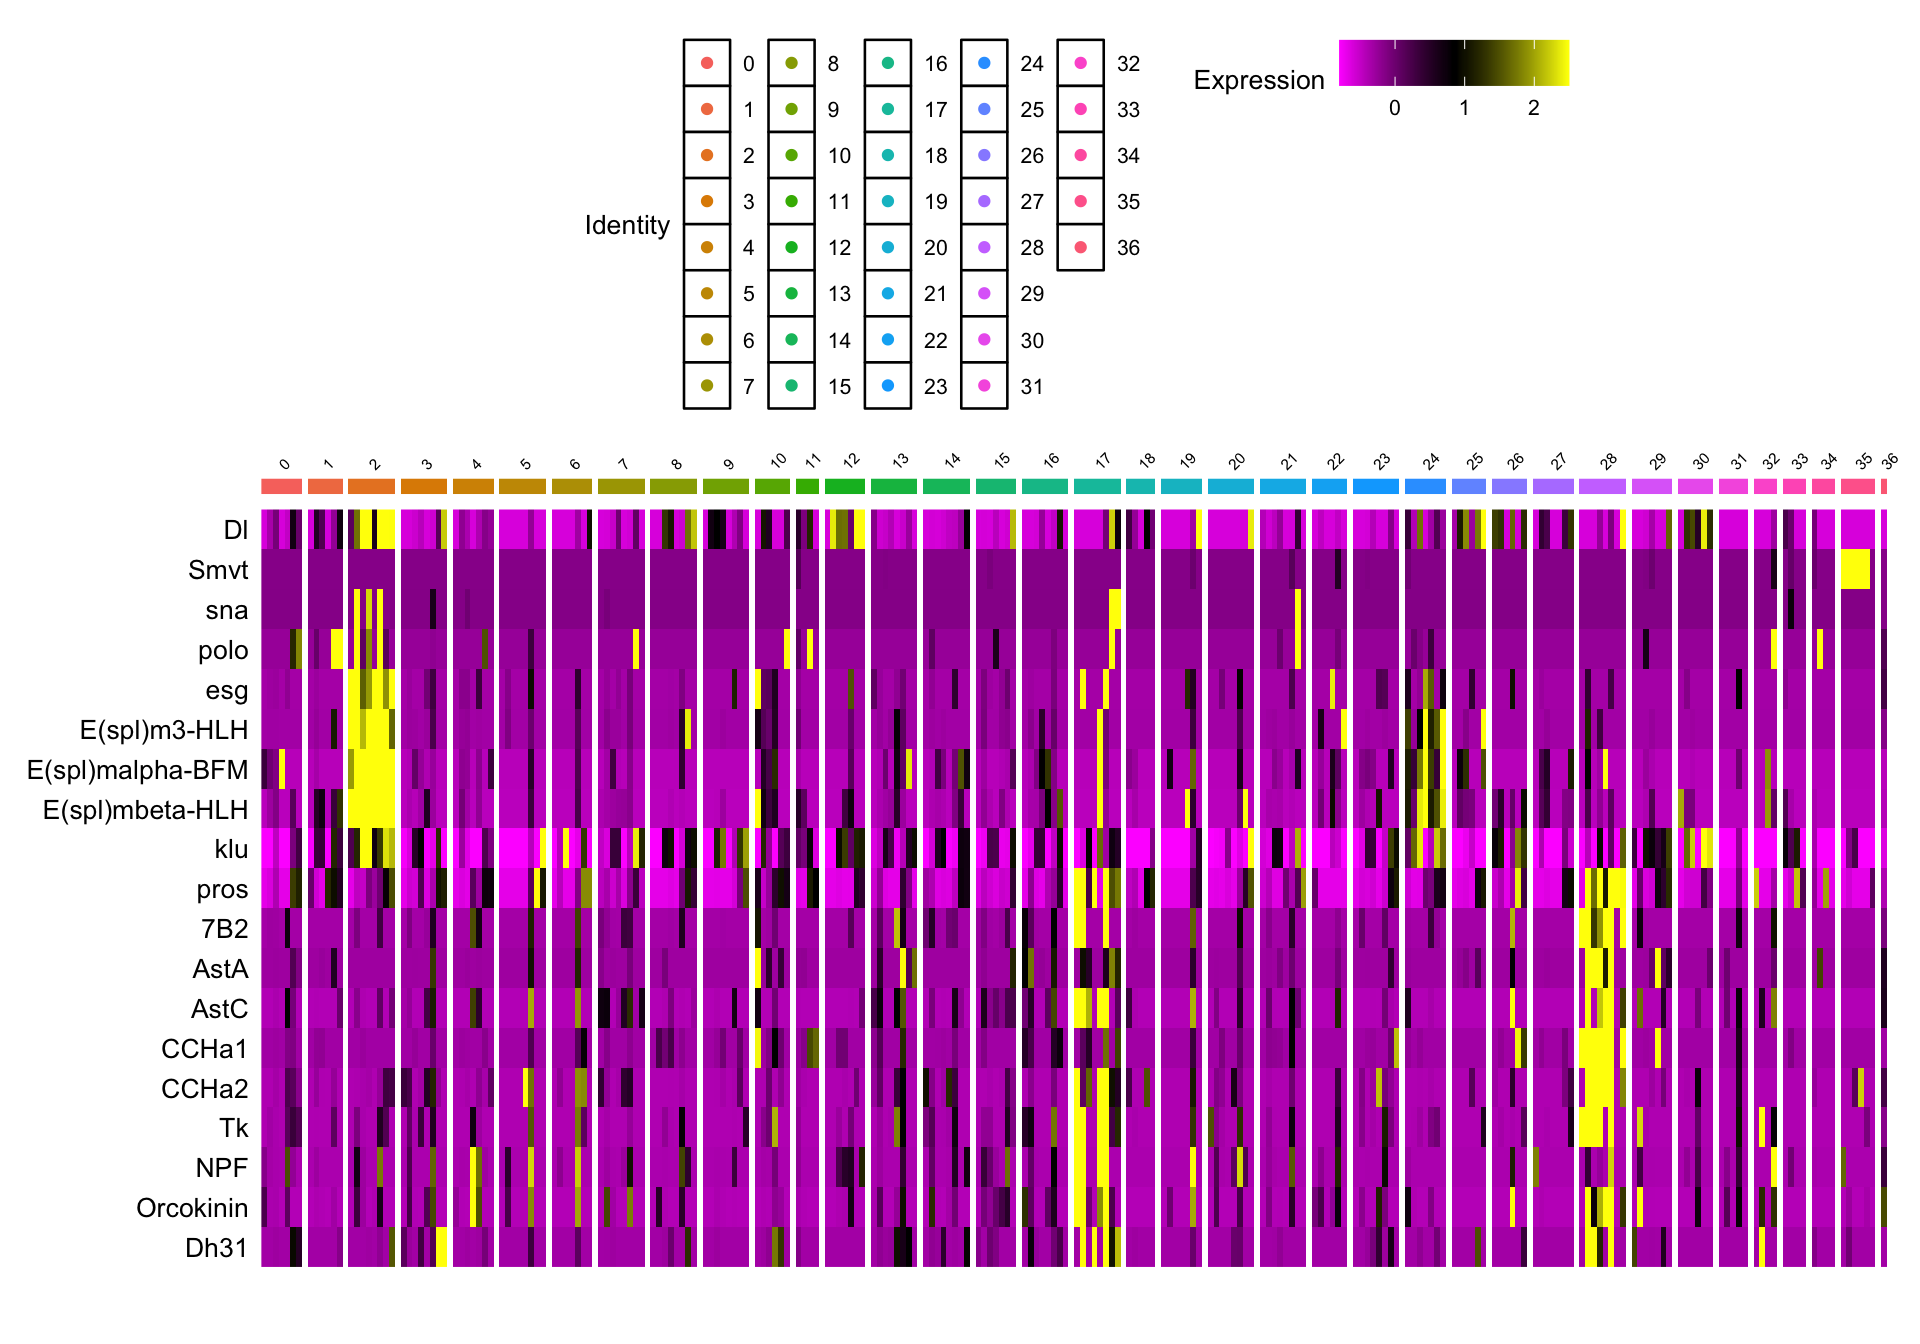 Identity
0 8 16 24 32
1 9 17 25 33
2 10 18 26 34
3 11 19 27 35
4 12 20 28 36
5 13 21 29
6 14 22 30
7 15 23 31
Expression
0 1 2
0 1 2 3 4 5 6 7 8 9 10 11 12 13 14 15 16 17 18 19 20 21 22 23 24 25 26 27 28 29 30 31 32 33 34 35 36
Dl
Smvt
sna
polo
esg
E(spl)m3-HLH
E(spl)malpha-BFM
E(spl)mbeta-HLH
klu
pros
7B2
AstA
AstC
CCHa1
CCHa2
Tk
NPF
Orcokinin
Dh31